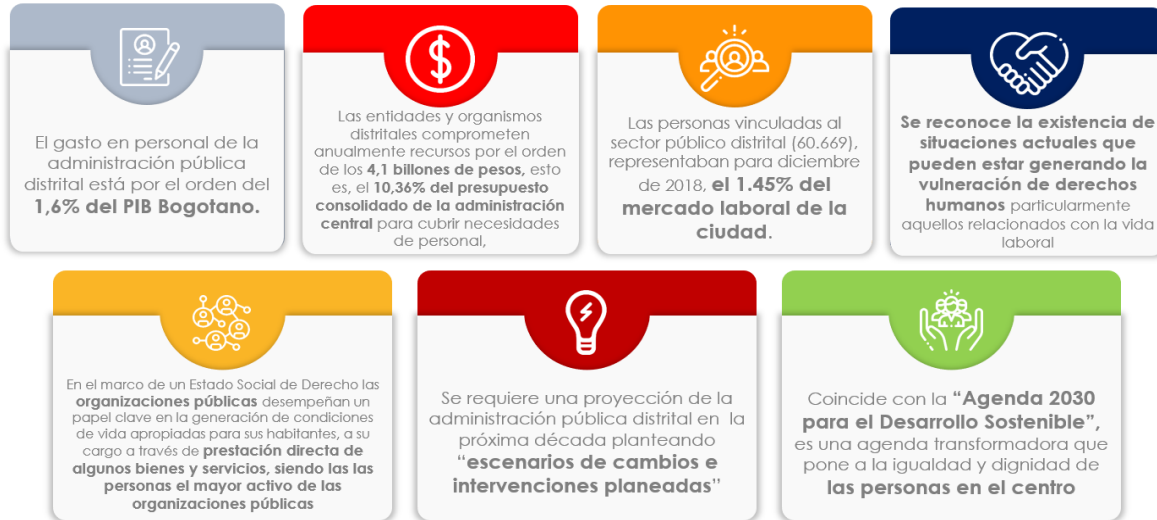 El gasto en personal de la
administración pública
distrital está por el orden del
1,6% del PIB Bogotano.
Las entidades y organismos
distritales comprometen
anualmente recursos por el orden
de los 4,1 billones de pesos, esto
es, el 10,36% del presupuesto
consolidado de la administración
central para cubrir necesidades
de personal,
Las personas vinculadas al
sector público distrital (60.669),
representaban para diciembre
de 2018, el 1.45% del
mercado laboral de la
ciudad.
Se reconoce la existencia de
situaciones actuales que
pueden estar generando la
vulneración de derechos
humanos particularmente
aquellos relacionados con la vida
laboral
En el marco de un Estado Social de Derecho las
organizaciones públicas desempeñan un
papel clave en la generación de condiciones
de vida apropiadas para sus habitantes, a su
cargo a través de prestación directa de
algunos bienes y servicios, siendo las las
personas el mayor activo de las
organizaciones públicas
Se requiere una proyección de la
administración pública distrital en la
próxima década planteando
“escenarios de cambios e
intervenciones planeadas”
Coincide con la “Agenda 2030
para el Desarrollo Sostenible”,
es una agenda transformadora que
pone a la igualdad y dignidad de
las personas en el centro